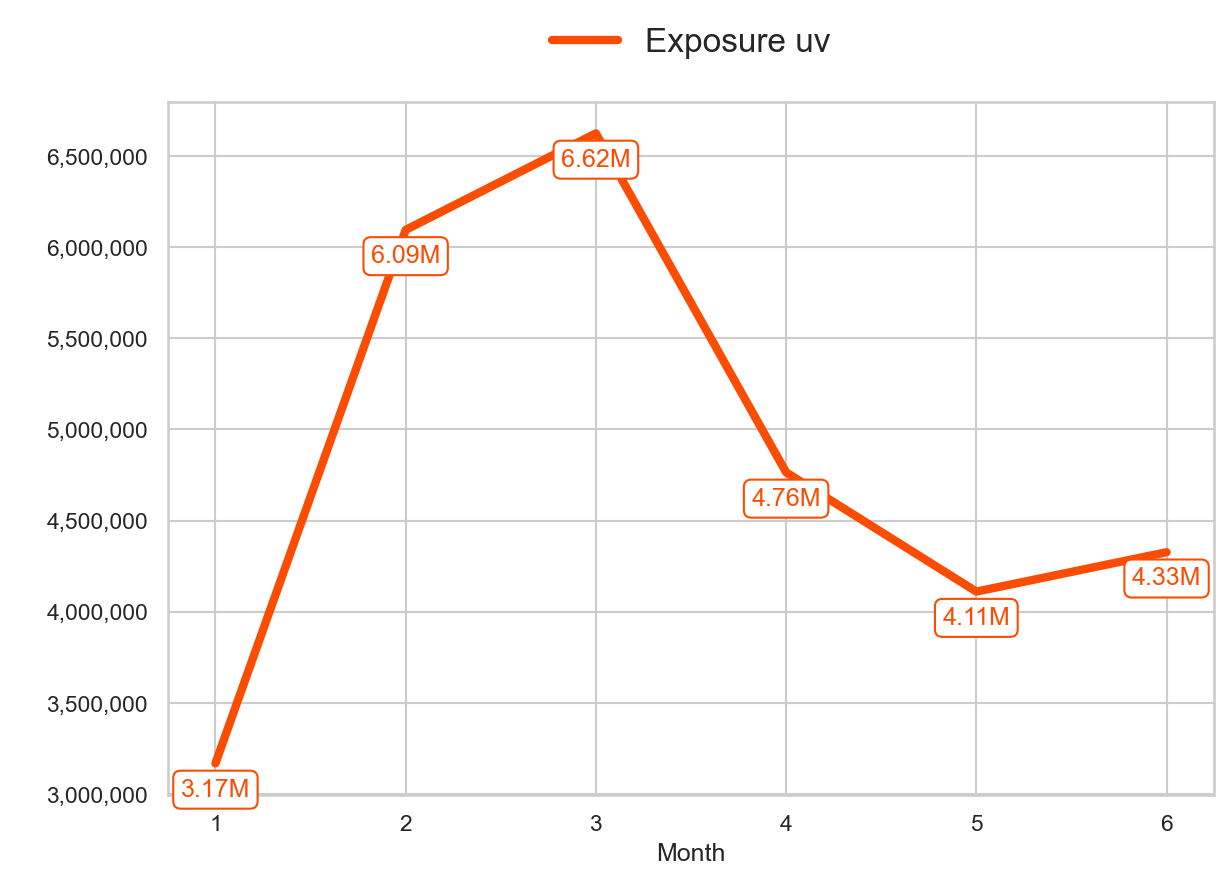 Exposure uv
6,500,000
6,000,000
5,500,000
5,000,000
4,500,000
4,000,000
3,500,000
3,000,000
3.17M
6.09M
6.62M
4.76M
4.11M
4.33M
1 2 3 4 5 6
Month